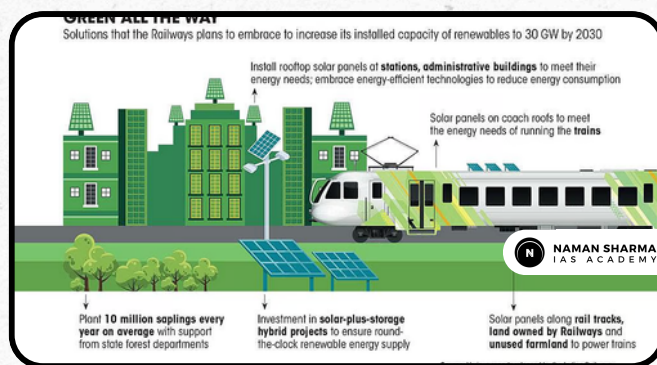 GREEN ALL THE WAY
Solutions that the Railways plans to embrace to increase its installed capacity of renewables to 30 GW by 2030
Install rooftop solar panels at stations, administrative buildings to meet their
energy needs; embrace energy-efficient technologies to reduce energy consumption
Solar panels on coach roofs to meet
the energy needs of running the trains
N
NAMAN SHARMA
IAS ACADEMY
Plant 10 million saplings every
year on average with support
from state forest departments
Investment in solar-plus-storage
hybrid projects to ensure round-
the-clock renewable energy supply
Solar panels along rail tracks,
land owned by Railways and
unused farmland to power trains